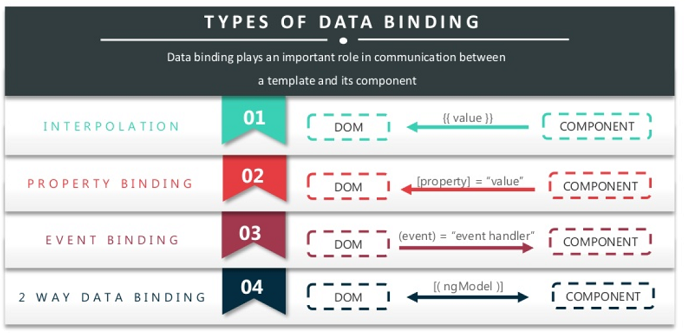 TYPES OF DATA BINDING
Data binding plays an important role in communication between
a template and its component
INTERPOLATION 01 DOM {{ value }} COMPONENT
PROPERTY BINDING 02 DOM [property] = "value" COMPONENT
EVENT BINDING 03 DOM (event) = "event handler" COMPONENT
2 WAY DATA BINDING 04 DOM [( ngModel )] COMPONENT